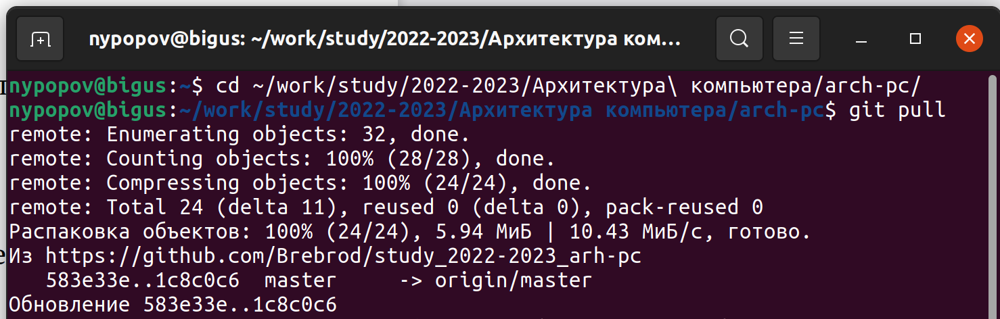 nypopov@bigus: ~/work/study/2022-2023/Архитектура ком...
nypopov@bigus:~$ cd ~/work/study/2022-2023/Архитектура\ компьютера/arch-pc/
nypopov@bigus:~/work/study/2022-2023/Архитектура компьютера/arch-pc$ git pull
remote: Enumerating objects: 32, done.
remote: Counting objects: 100% (28/28), done.
remote: Compressing objects: 100% (24/24), done.
remote: Total 24 (delta 11), reused 0 (delta 0), pack-reused 0
Распаковка объектов: 100% (24/24), 5.94 МиБ | 10.43 МиБ/с, готово.
Из https://github.com/Brebrod/study_2022-2023_arh-pc
   583e33e..1c8c0c6  master     -> origin/master
Обновление 583e33e..1c8c0c6